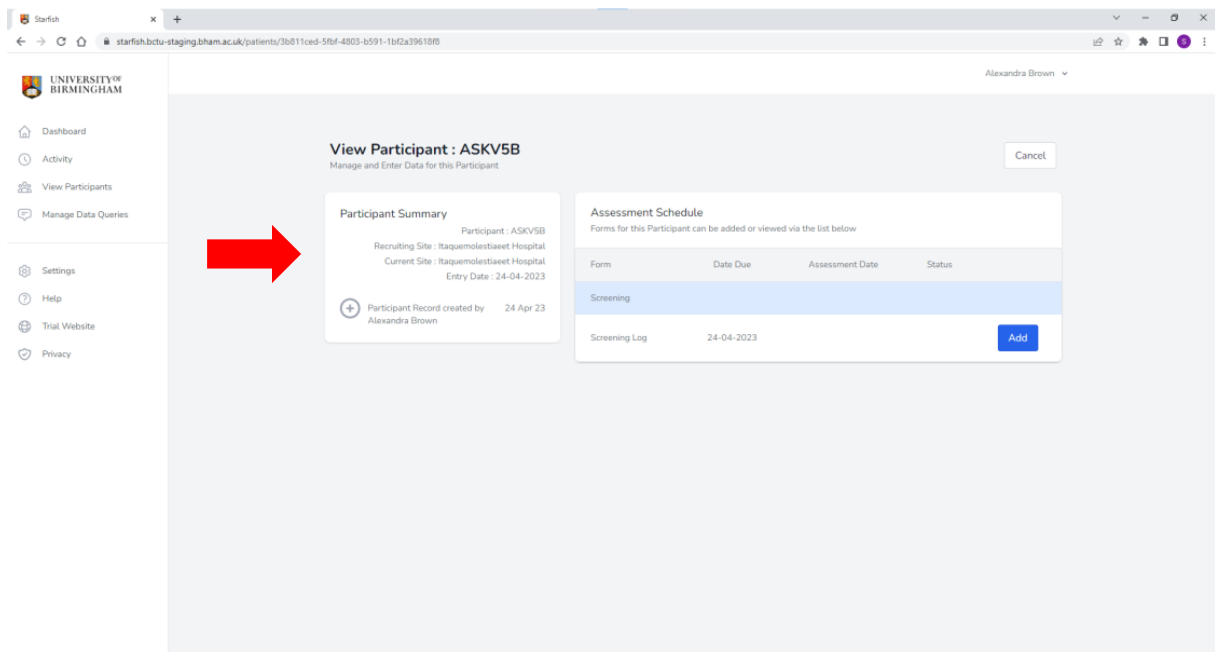 Starfish
starfish.bctu-staging.bham.ac.uk/patients/3b811ced-5fbf-4803-b591-1bf2a39618f8
S
UNIVERSITY OF
BIRMINGHAM
Alexandra Brown
Dashboard
Activity
View Participants
Manage Data Queries
Settings
Help
Trial Website
Privacy
View Participant : ASKV5B
Manage and Enter Data for this Participant
Cancel
Participant Summary
Participant : ASKV5B
Recruiting Site : Itaquemolestiaeet Hospital
Current Site : Itaquemolestiaeet Hospital
Entry Date : 24-04-2023
Participant Record created by 24 Apr 23
Alexandra Brown
Assessment Schedule
Forms for this Participant can be added or viewed via the list below
Form Date Due Assessment Date Status
Screening
Screening Log 24-04-2023 Add